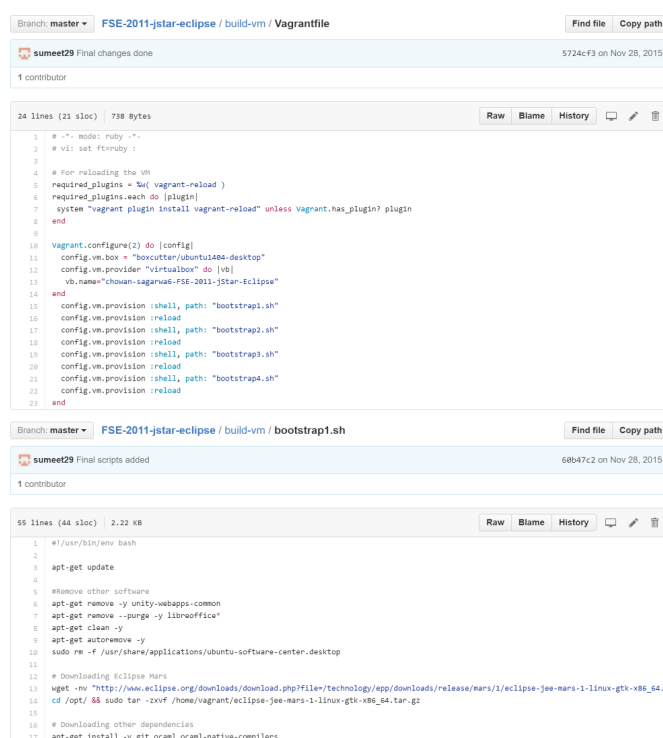 Branch: master FSE-2011-jstar-eclipse / build-vm / Vagrantfile Find file Copy path
sumeet29 Final changes done 5724cf3 on Nov 28, 2015
1 contributor
24 lines (21 sloc) 738 Bytes Raw Blame History
1 # -*- mode: ruby -*-
2 # vi: set ft=ruby :
3
4 # For reloading the VM
5 required_plugins = %w( vagrant-reload )
6 required_plugins.each do |plugin|
7 system "vagrant plugin install vagrant-reload" unless Vagrant.has_plugin? plugin
8 end
9
10 Vagrant.configure(2) do |config|
11 config.vm.box = "boxcutter/ubuntu1404-desktop"
12 config.vm.provider "virtualbox" do |vb|
13 vb.name="chowan-sagarwa6-FSE-2011-jStar-Eclipse"
14 end
15 config.vm.provision :shell, path: "bootstrap1.sh"
16 config.vm.provision :reload
17 config.vm.provision :shell, path: "bootstrap2.sh"
18 config.vm.provision :reload
19 config.vm.provision :shell, path: "bootstrap3.sh"
20 config.vm.provision :reload
21 config.vm.provision :shell, path: "bootstrap4.sh"
22 config.vm.provision :reload
23 end
Branch: master FSE-2011-jstar-eclipse / build-vm / bootstrap1.sh Find file Copy path
sumeet29 Final scripts added 60b47c2 on Nov 28, 2015
1 contributor
55 lines (44 sloc) 2.22 KB Raw Blame History
1 #!/usr/bin/env bash
2
3 apt-get update
4
5 #Remove other software
6 apt-get remove -y unity-webapps-common
7 apt-get remove --purge -y libreoffice*
8 apt-get clean -y
9 apt-get autoremove -y
10 sudo rm -f /usr/share/applications/ubuntu-software-center.desktop
11
12 # Downloading Eclipse Mars
13 wget -nv "http://www.eclipse.org/downloads/download.php?file=/technology/epp/downloads/release/mars/1/eclipse-jee-mars-1-linux-gtk-x86_64.
14 cd /opt/ && sudo tar -zxvf /home/vagrant/eclipse-jee-mars-1-linux-gtk-x86_64.tar.gz
15
16 # Downloading other dependencies
17 apt-get install -y git ocaml ocaml-native-compilers